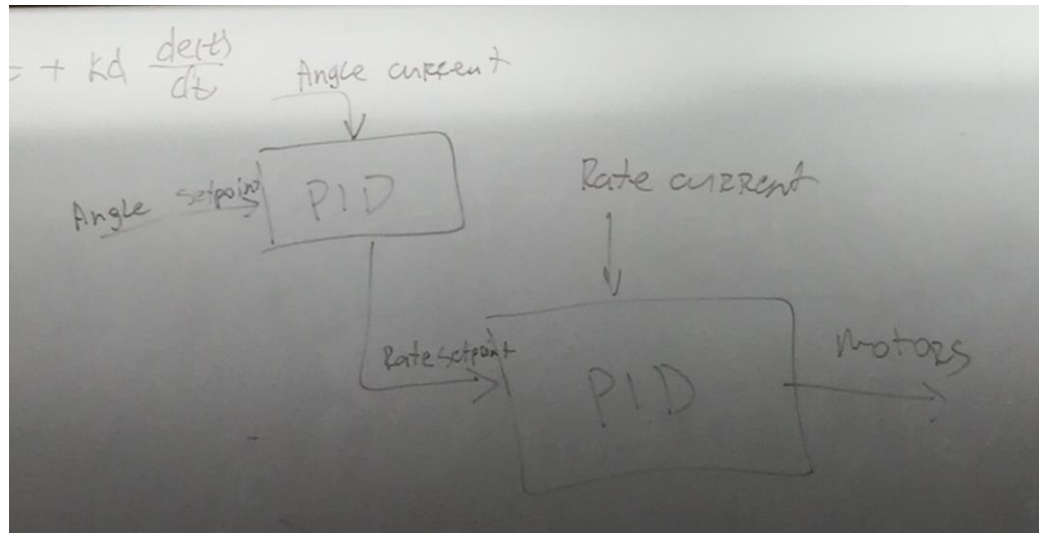 + Kd de(t)/dt
Angle current
Angle setpoint
PID
Rate current
Rate setpoint
PID
Motors